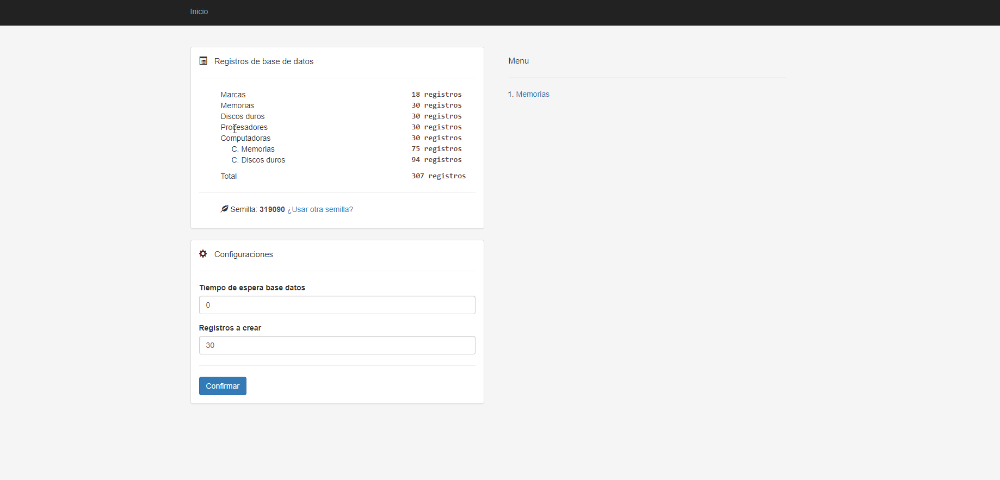 Inicio
Registros de base de datos
Marcas 18 registros
Memorias 30 registros
Discos duros 30 registros
Procesadores 30 registros
Computadoras 30 registros
C. Memorias 75 registros
C. Discos duros 94 registros
Total 307 registros
Semilla: 319090 ¿Usar otra semilla?
Configuraciones
Tiempo de espera base datos
0
Registros a crear
30
Confirmar
Menu
1. Memorias